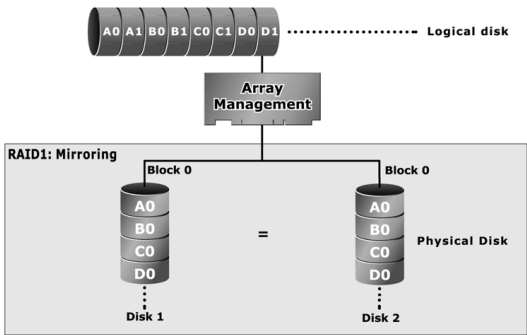 A0 A1 B0 B1 C0 C1 D0 D1 Logical disk
Array
Management
RAID1: Mirroring
Block 0 Block 0
A0 A0
B0 B0
= Physical Disk
C0 C0
D0 D0
Disk 1 Disk 2